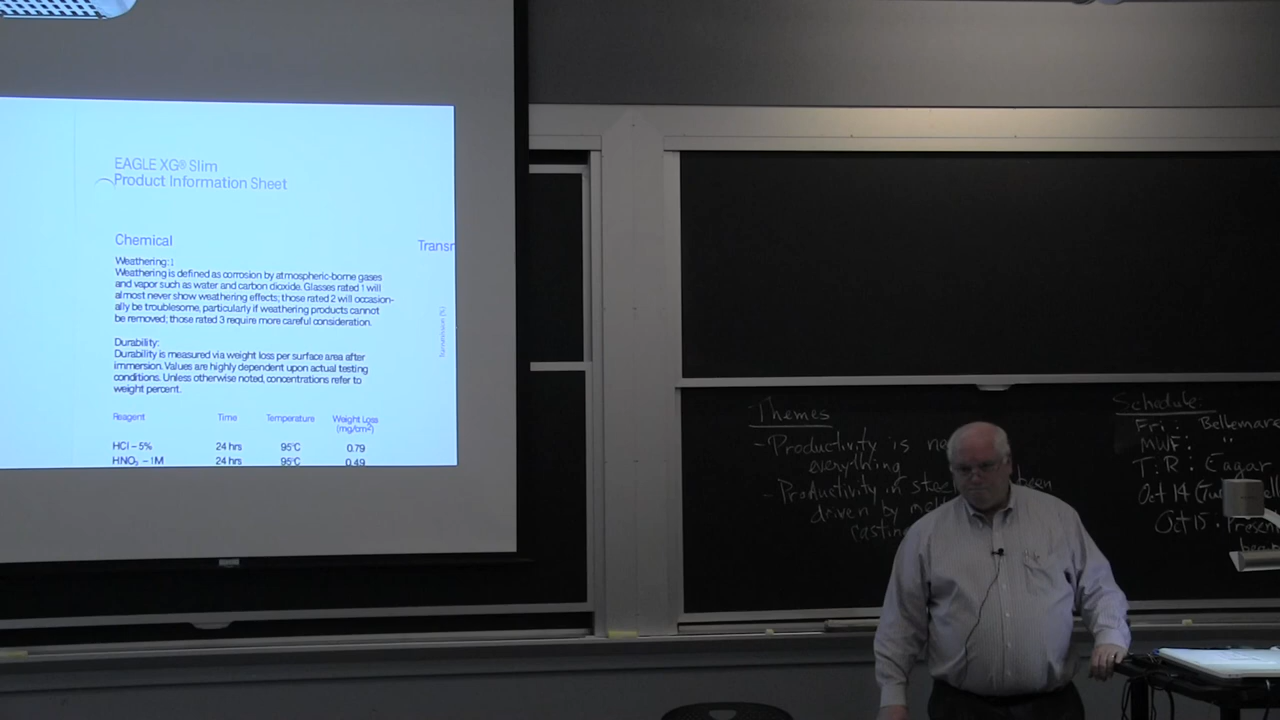 EAGLE XG® Slim
Product Information Sheet
Chemical
Weathering: 1
Weathering is defined as corrosion by atmospheric-borne gases
and vapor such as water and carbon dioxide. Glasses rated 1 will
almost never show weathering effects; those rated 2 will occasion-
ally be troublesome, particularly if weathering products cannot
be removed; those rated 3 require more careful consideration.
Durability:
Durability is measured via weight loss per surface area after
immersion. Values are highly dependent upon actual testing
conditions. Unless otherwise noted, concentrations refer to
weight percent.
Reagent Time Temperature Weight Loss
(mg/cm²)
HCl – 5% 24 hrs 95°C 0.79
HNO₃ – 1M 24 hrs 95°C 0.49
Transm
Transmission (%)
Themes
- Productivity is
everything
- Productivity in steel been
driven by
casting
Schedule:
Fri: Bellemare
MWF: "
T:R: Eagar
Oct 14
Oct 15: Presen